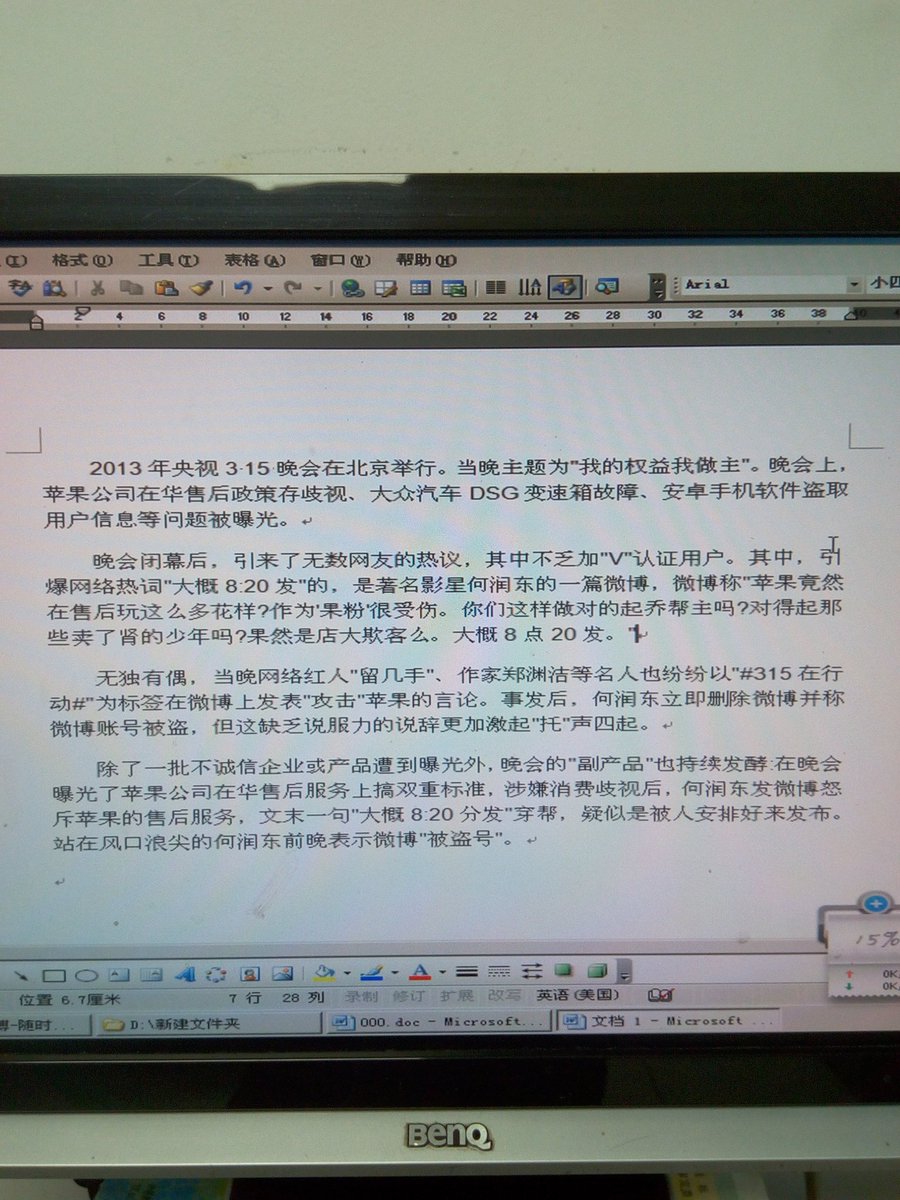 (I) 格式(O) 工具(T) 表格(A) 窗口(W) 帮助(H)
Arial 小四
2 4 6 8 10 12 14 16 18 20 22 24 26 28 30 32 34 36 38 40
2013 年央视 3·15 晚会在北京举行。当晚主题为"我的权益我做主"。晚会上，
苹果公司在华售后政策存歧视、大众汽车 DSG 变速箱故障、安卓手机软件盗取
用户信息等问题被曝光。
晚会闭幕后，引来了无数网友的热议，其中不乏加"V"认证用户。其中，引
爆网络热词"大概 8:20 发"的，是著名影星何润东的一篇微博，微博称"苹果竟然
在售后玩这么多花样?作为'果粉'很受伤。你们这样做对的起乔帮主吗?对得起那
些卖了肾的少年吗?果然是店大欺客么。大概 8 点 20 发。"
无独有偶，当晚网络红人"留几手"、作家郑渊洁等名人也纷纷以"#315 在行
动#"为标签在微博上发表"攻击"苹果的言论。事发后，何润东立即删除微博并称
微博账号被盗，但这缺乏说服力的说辞更加激起"托"声四起。
除了一批不诚信企业或产品遭到曝光外，晚会的"副产品"也持续发酵:在晚会
曝光了苹果公司在华售后服务上搞双重标准，涉嫌消费歧视后，何润东发微博怒
斥苹果的售后服务，文末一句"大概 8:20 分发"穿帮，疑似是被人安排好来发布。
站在风口浪尖的何润东前晚表示微博"被盗号"。
15%
0K/
0K/
位置 6.7厘米 7 行 28 列 录制 修订 扩展 改写 英语(美国)
博-随时... D:\新建文件夹 000.doc - Microsoft... 文档 1 - Microsoft ...
BenQ